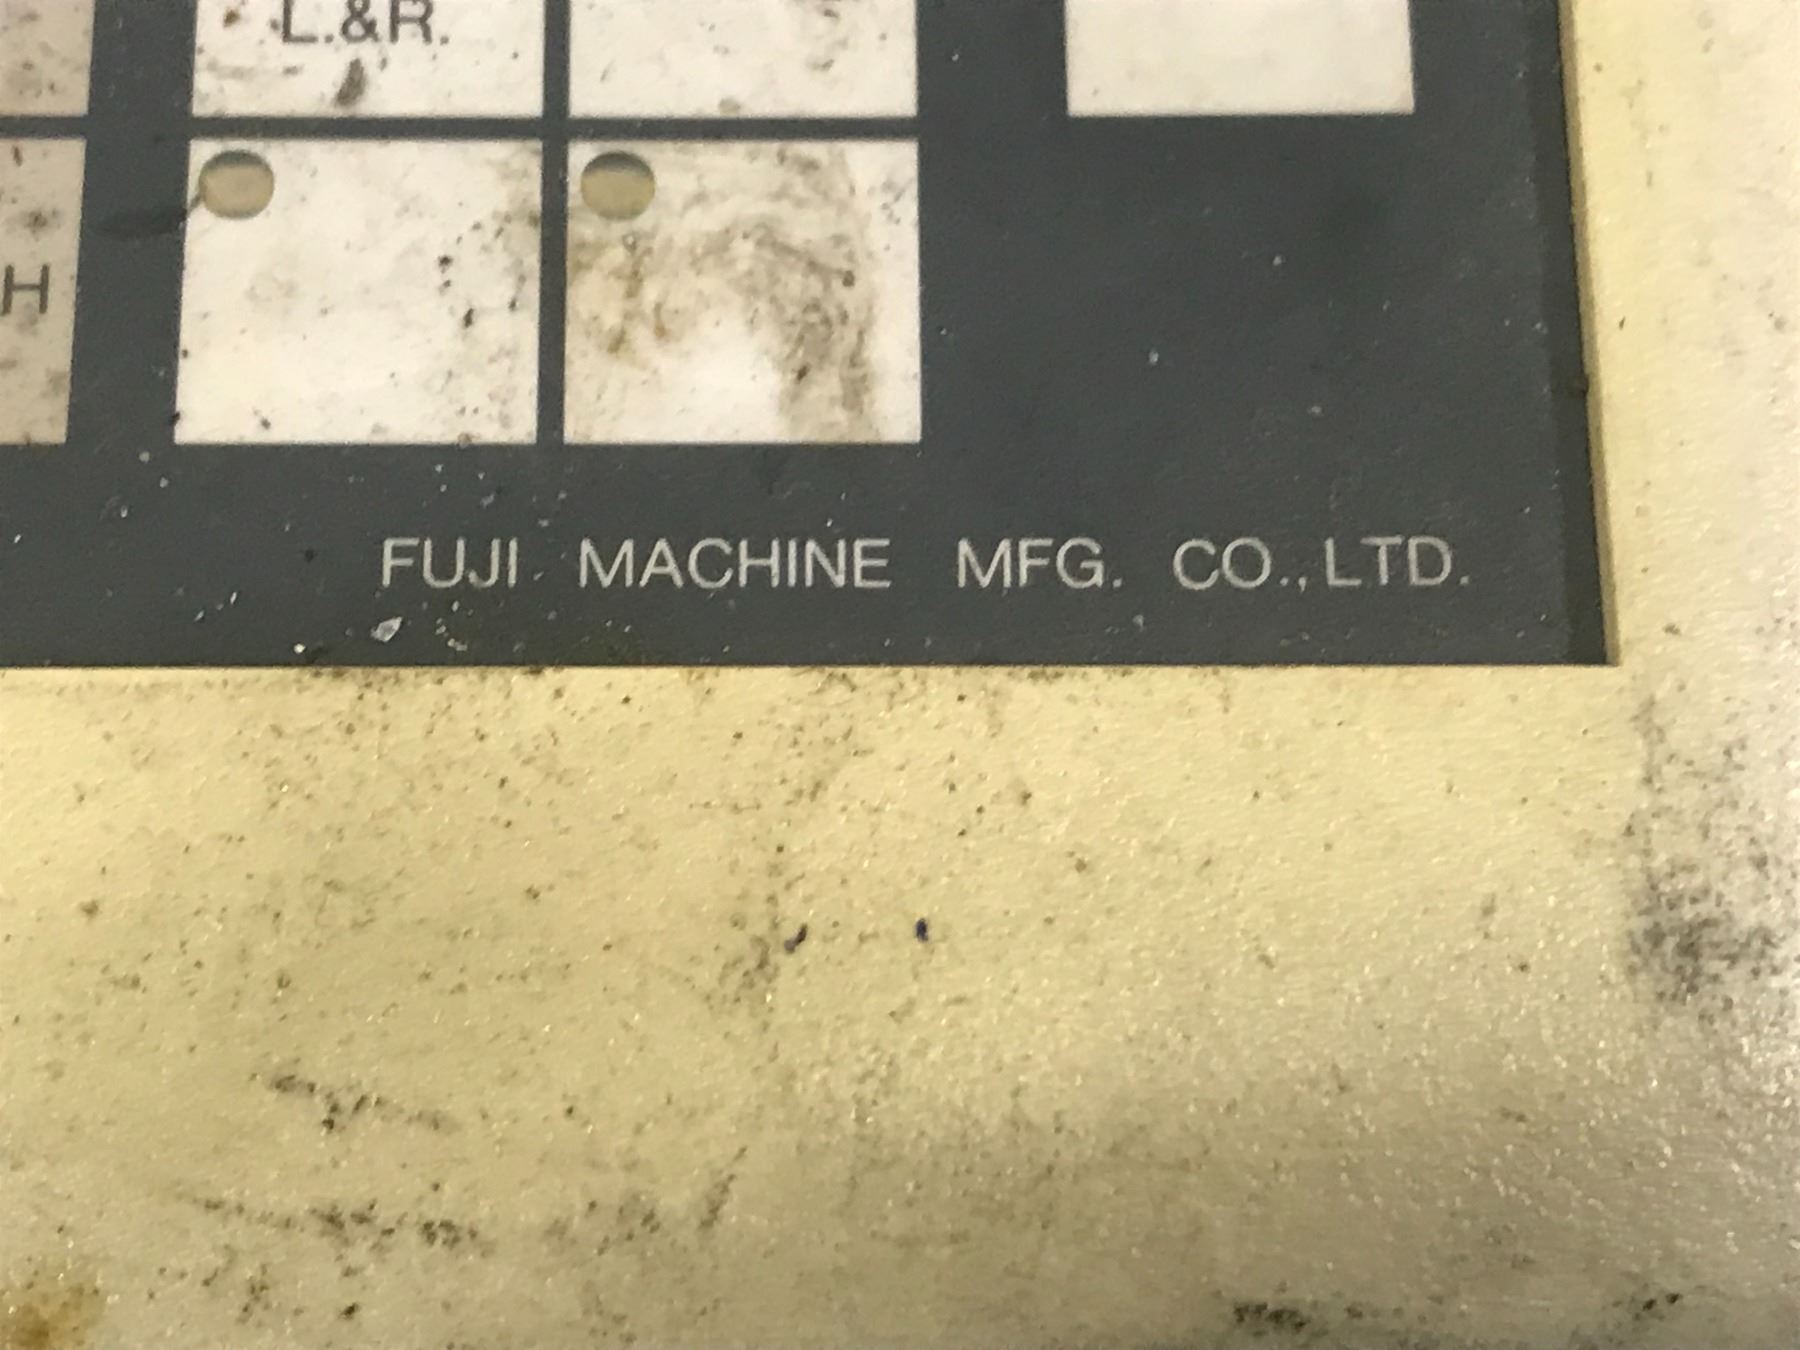 L.&R.
H
FUJI MACHINE MFG. CO.,LTD.